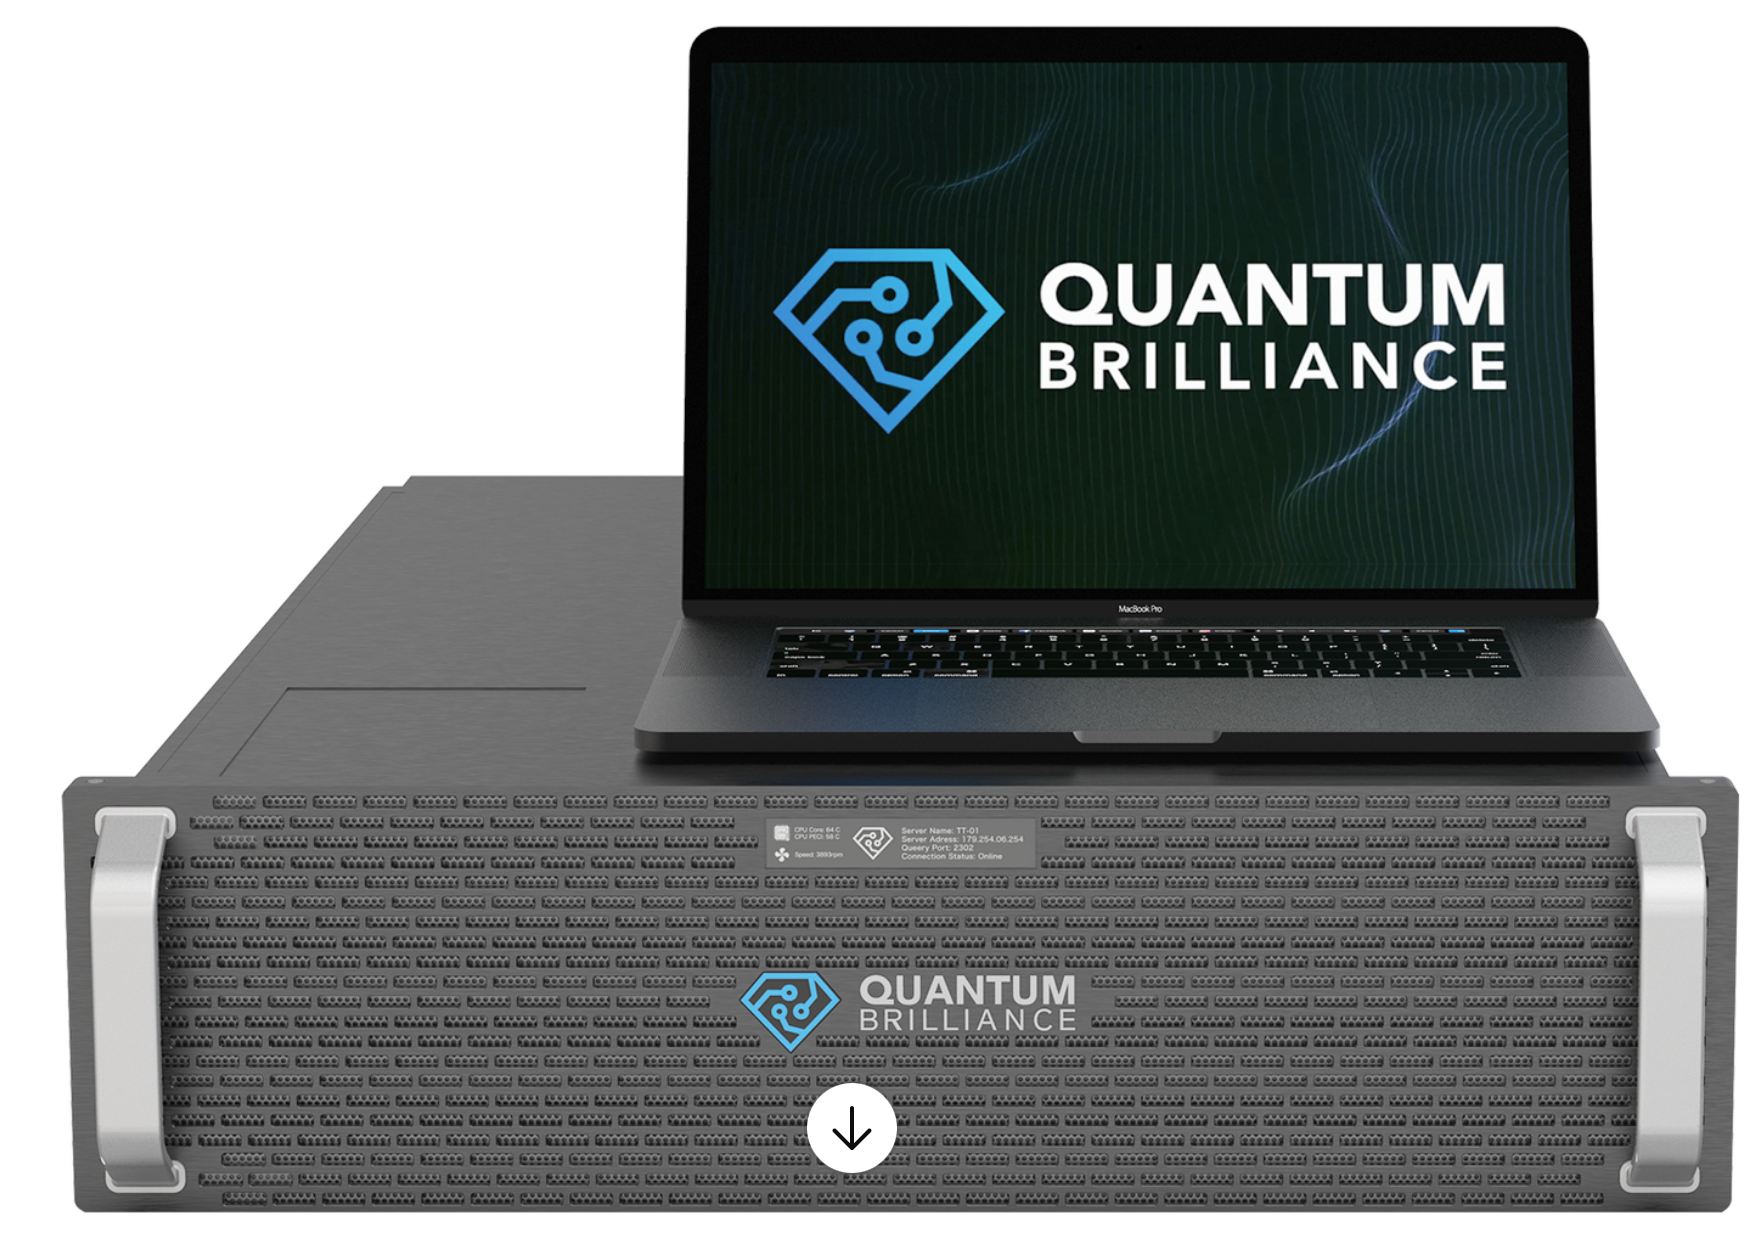 QUANTUM
BRILLIANCE
MacBook Pro
CPU Core: 64 C
CPU PECI: 58 C
Speed: 3893rpm
Server Name: TT-01
Server Adress: 179.254.06.254
Queery Port: 2302
Connection Status: Online
QUANTUM
BRILLIANCE